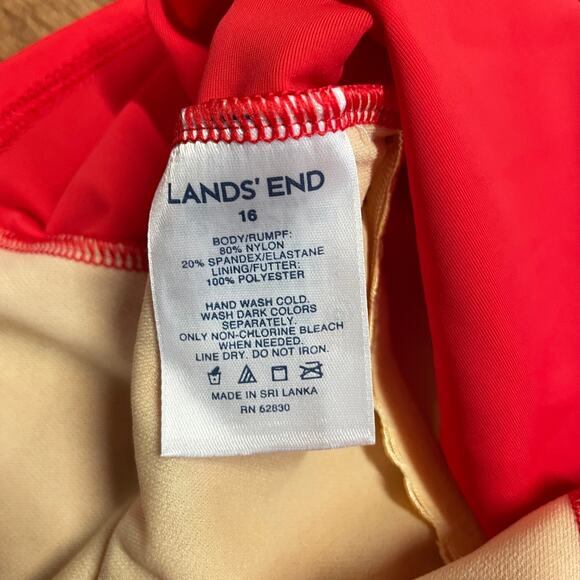 LANDS' END
16
BODY/RUMPF:
80% NYLON
20% SPANDEX/ELASTANE
LINING/FUTTER:
100% POLYESTER
HAND WASH COLD.
WASH DARK COLORS
SEPARATELY.
ONLY NON-CHLORINE BLEACH
WHEN NEEDED.
LINE DRY. DO NOT IRON.
MADE IN SRI LANKA
RN 62830